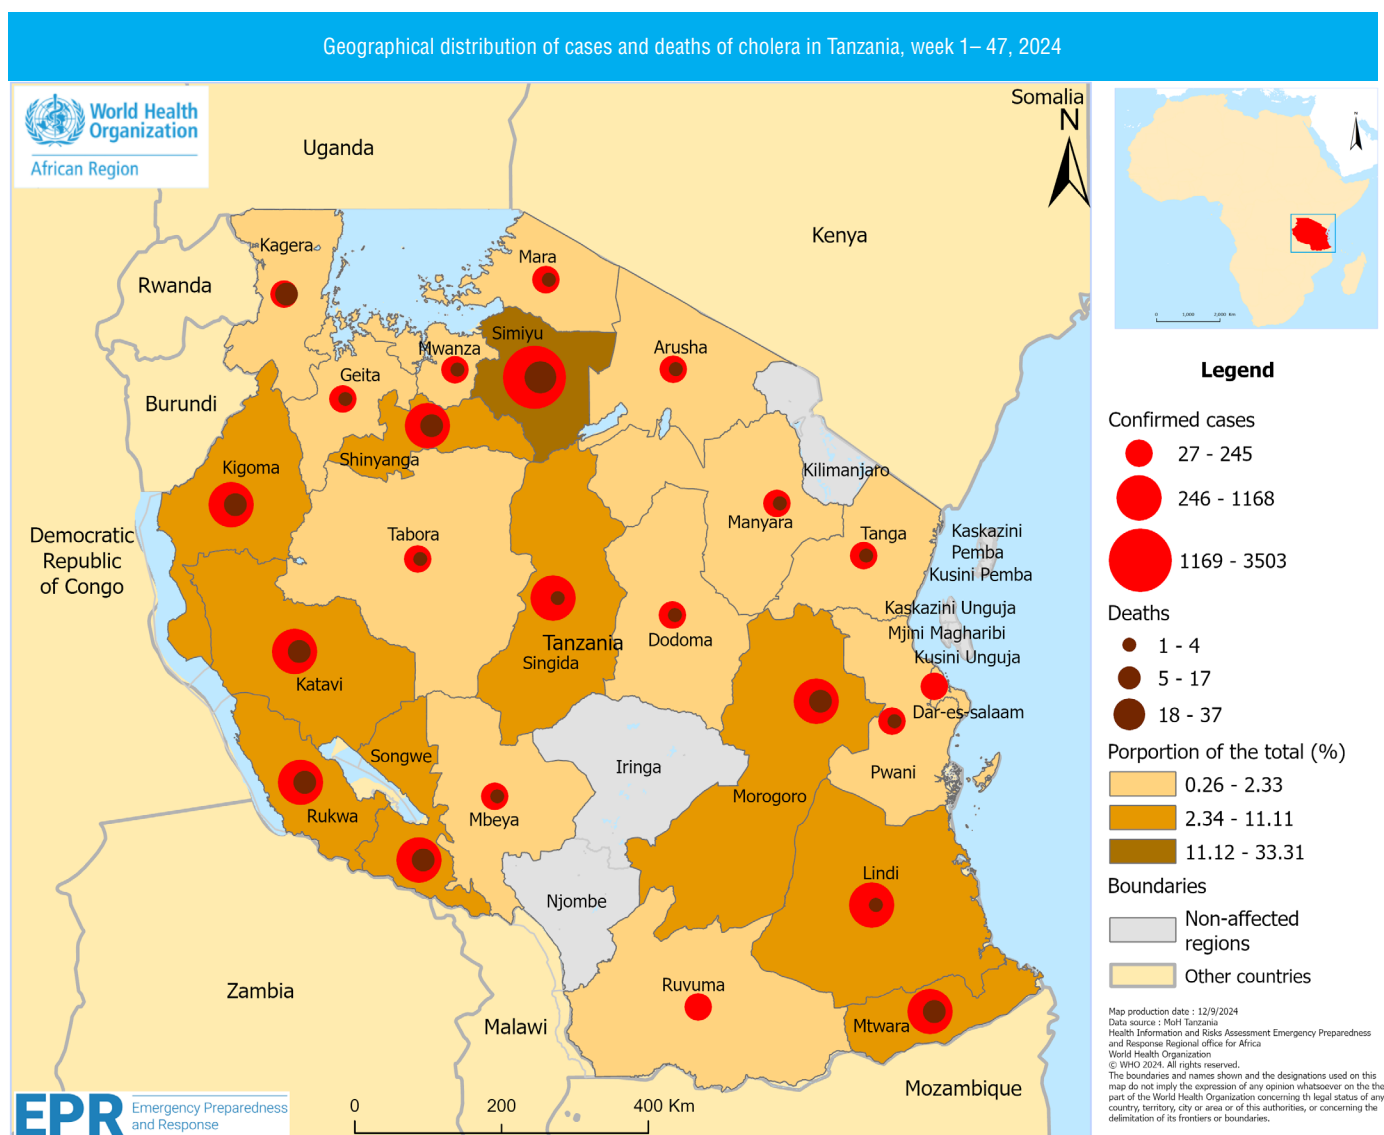 Geographical distribution of cases and deaths of cholera in Tanzania, week 1– 47, 2024
World Health
Organization
African Region
Somalia
N
Uganda
Kenya
Rwanda
Burundi
Democratic
Republic
of Congo
Zambia
Malawi
Mozambique
Kagera
Mara
Simiyu
Mwanza
Arusha
Geita
Shinyanga
Kigoma
Kilimanjaro
Tabora
Manyara
Tanga
Kaskazini
Pemba
Kusini Pemba
Kaskazini Unguja
Mjini Magharibi
Kusini Unguja
Dodoma
Tanzania
Singida
Katavi
Dar-es-salaam
Songwe
Iringa
Pwani
Morogoro
Rukwa
Mbeya
Lindi
Njombe
Ruvuma
Mtwara
EPR
Emergency Preparedness
and Response
0 200 400 Km
N
0 1,000 2,000 Km
Legend
Confirmed cases
27 - 245
246 - 1168
1169 - 3503
Deaths
1 - 4
5 - 17
18 - 37
Porportion of the total (%)
0.26 - 2.33
2.34 - 11.11
11.12 - 33.31
Boundaries
Non-affected
regions
Other countries
Map production date : 12/9/2024
Data source : MoH Tanzania
Health Information and Risks Assessment Emergency Preparedness
and Response Regional office for Africa
World Health Organization
© WHO 2024. All rights reserved.
The boundaries and names shown and the designations used on this
map do not imply the expression of any opinion whatsoever on the the
part of the World Health Organization concerning th legal status of any
country, territory, city or area or of this authorities, or concerning the
delimitation of its frontiers or boundaries.